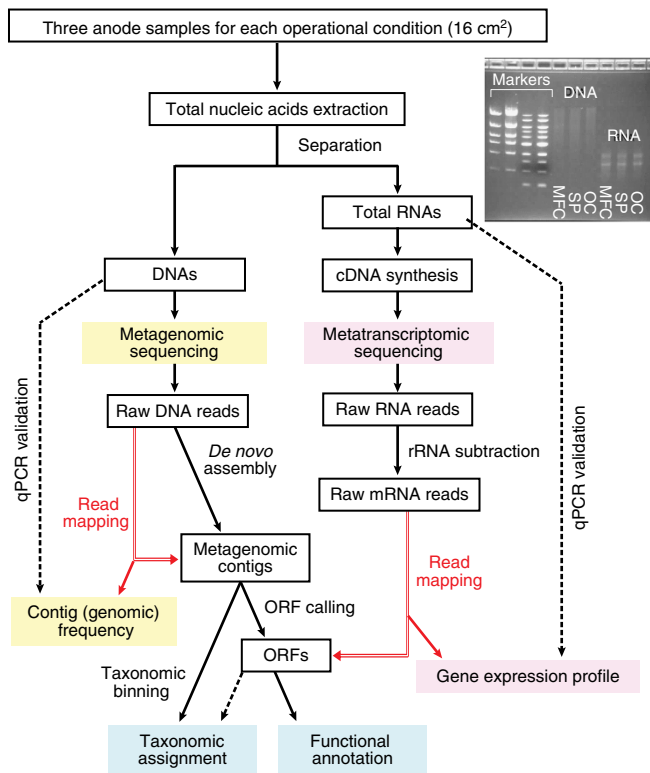 Three anode samples for each operational condition (16 cm²)
Total nucleic acids extraction
Separation
Markers
DNA
RNA
MFC
SP
OC
MFC
SP
OC
Total RNAs
DNAs
cDNA synthesis
Metagenomic
sequencing
Metatranscriptomic
sequencing
Raw DNA reads
Raw RNA reads
qPCR validation
De novo
assembly
rRNA subtraction
qPCR validation
Raw mRNA reads
Read
mapping
Metagenomic
contigs
Read
mapping
Contig (genomic)
frequency
ORF calling
ORFs
Taxonomic
binning
Gene expression profile
Taxonomic
assignment
Functional
annotation